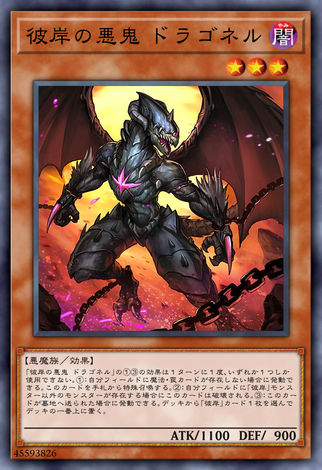 彼岸の悪鬼 ドラゴネル
闇
やみ
【悪魔族／効果】
「彼岸の悪鬼 ドラゴネル」の①③の効果は１ターンに１度、いずれか１つしか
使用できない。①：自分フィールドに魔法・罠カードが存在しない場合に発動でき
る。このカードを手札から特殊召喚する。②：自分フィールドに「彼岸」モンス
ター以外のモンスターが存在する場合にこのカードは破壊される。③：このカー
ドが墓地へ送られた場合に発動できる。デッキから「彼岸」カード１枚を選んで
デッキの一番上に置く。
ATK/1100 DEF/ 900
45593826